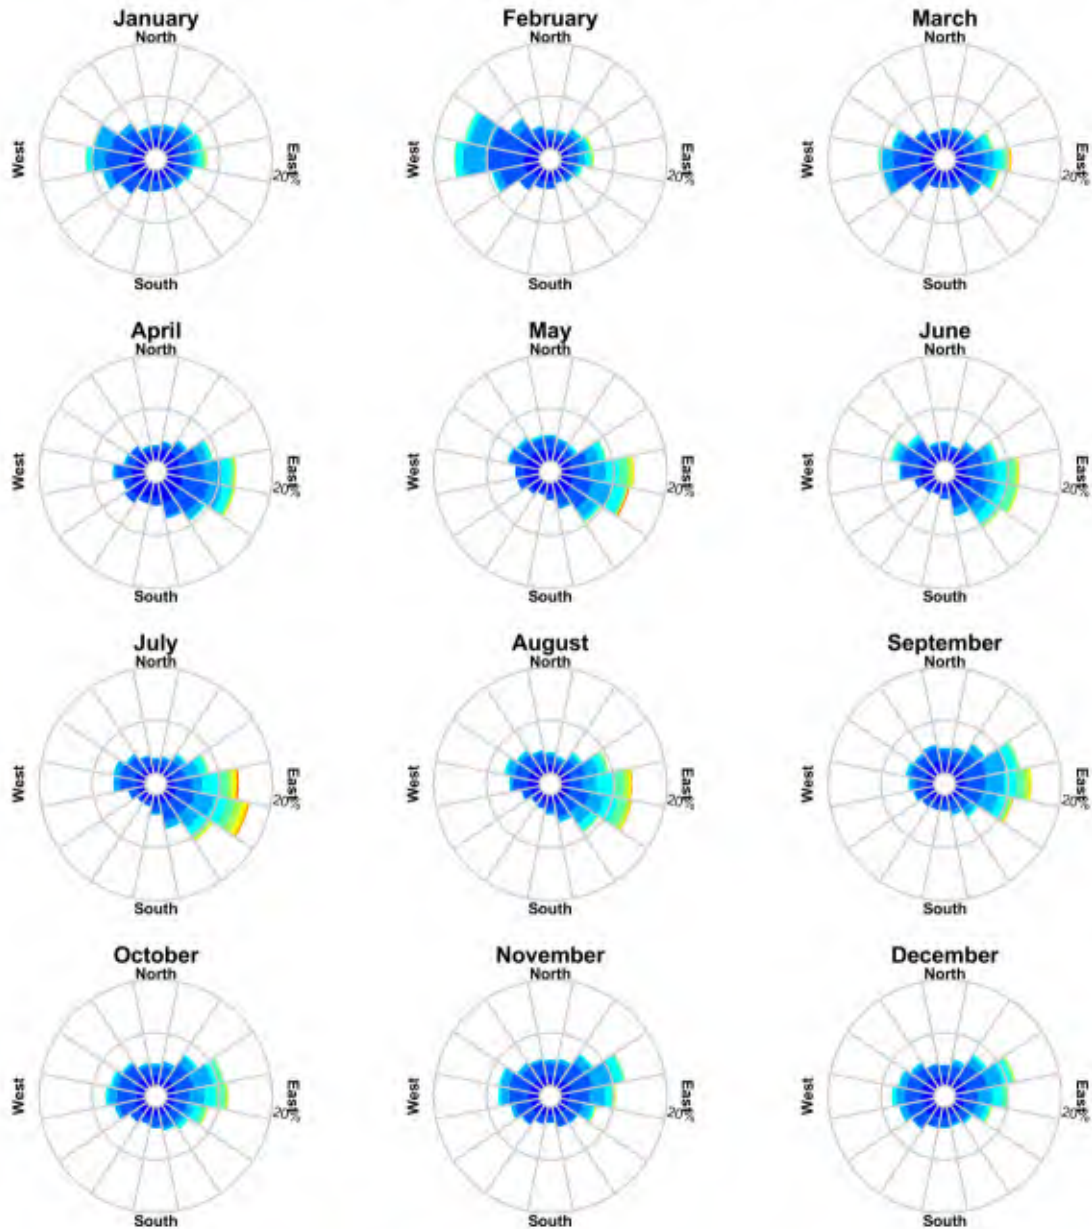 January February March
North North North
West East West East West East
20% 20% 20%
South South South
April May June
North North North
West East West East West East
20% 20% 20%
South South South
July August September
North North North
West East West East West East
20% 20% 20%
South South South
October November December
North North North
West East West East West East
20% 20% 20%
South South South